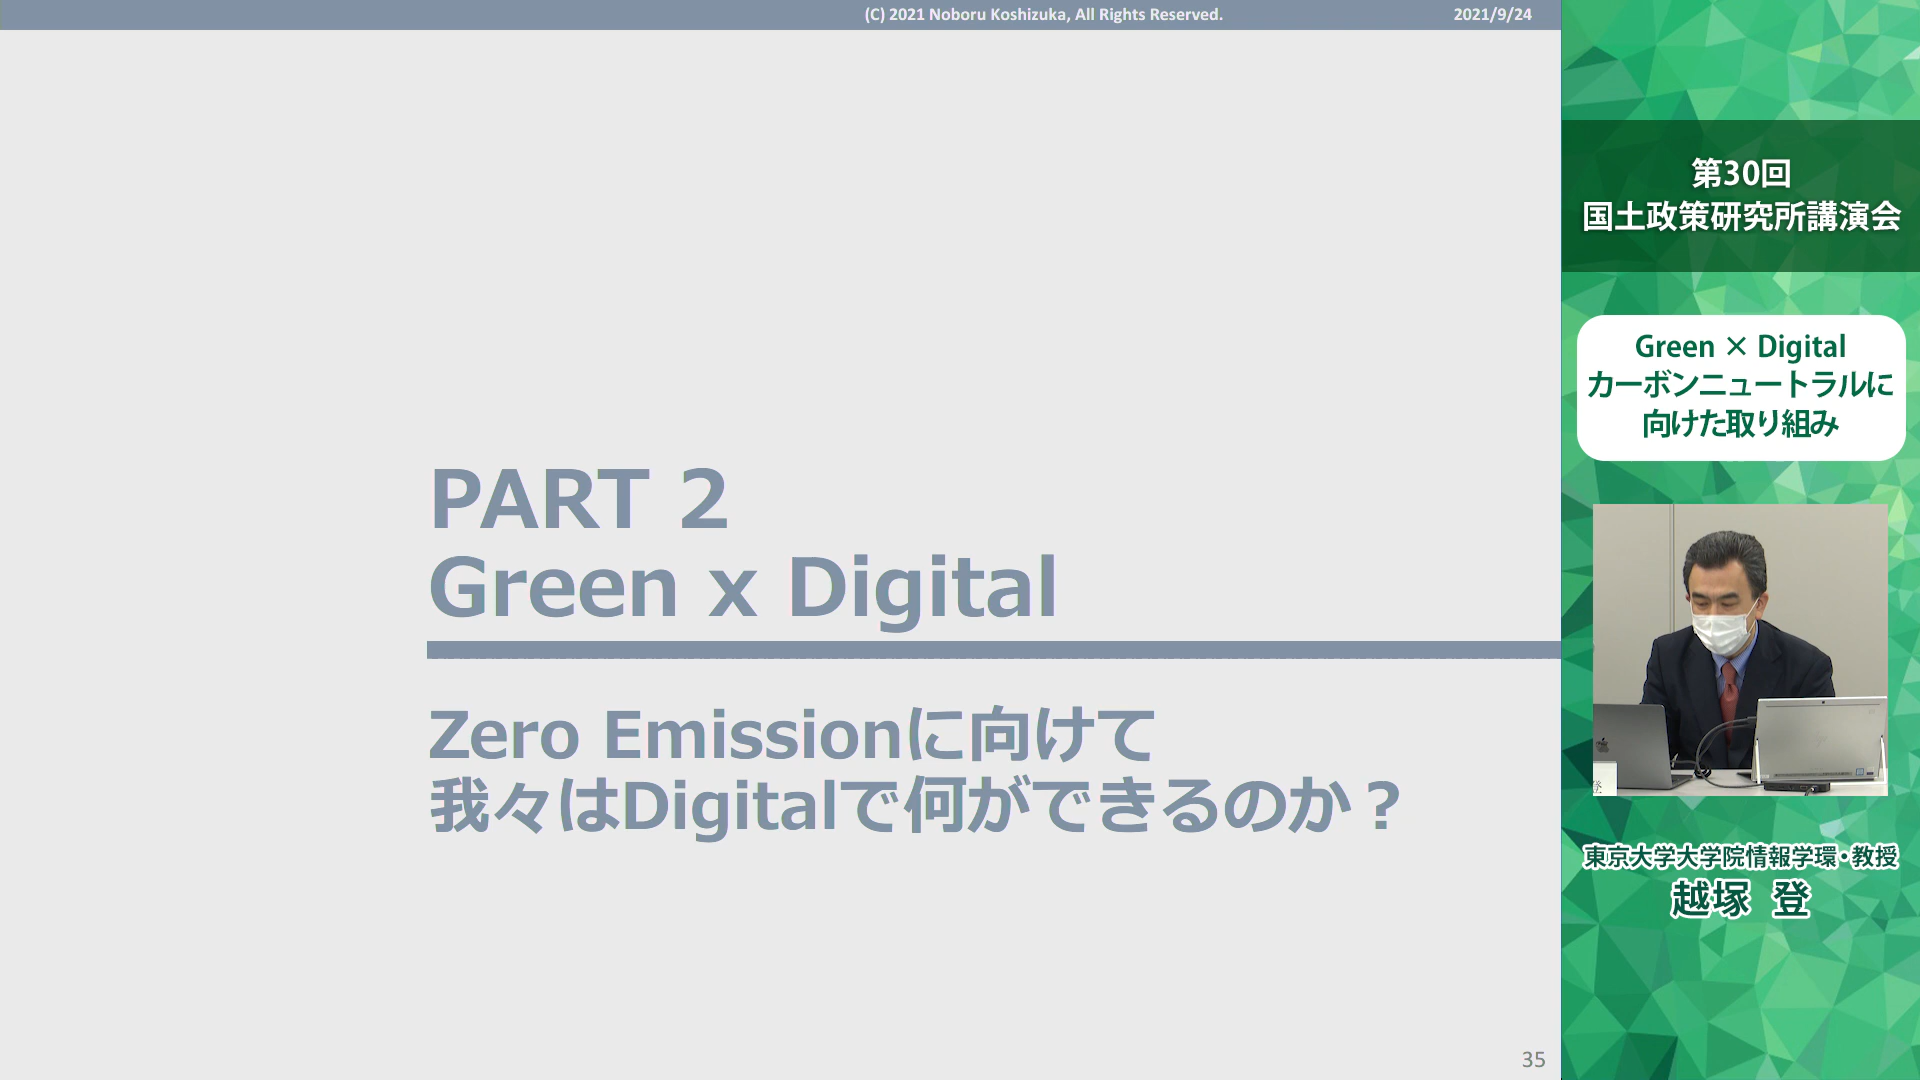 (C) 2021 Noboru Koshizuka, All Rights Reserved.
2021/9/24
PART 2
Green x Digital
Zero Emissionに向けて
我々はDigitalで何ができるのか？
35
第30回
国土政策研究所講演会
Green × Digital
カーボンニュートラルに
向けた取り組み
登
東京大学大学院情報学環・教授
越塚 登